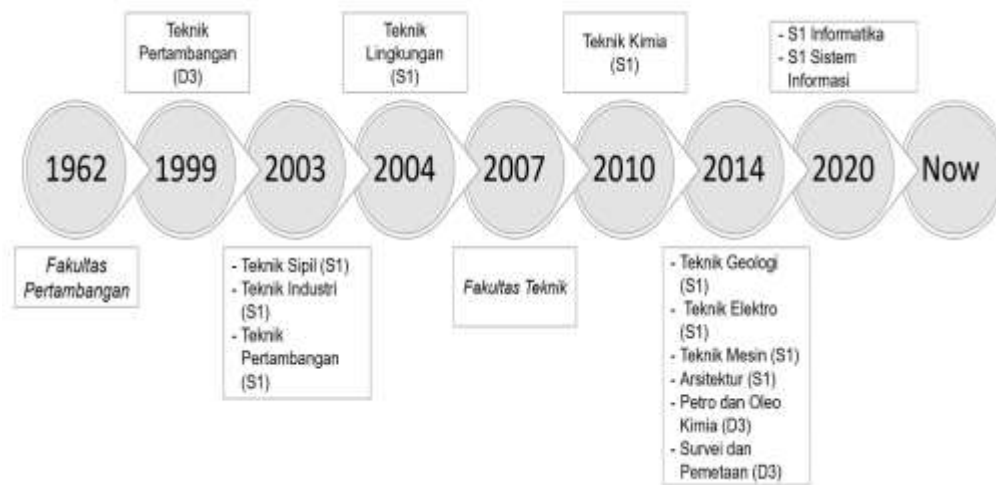 Teknik
Pertambangan
(D3)
Teknik
Lingkungan
(S1)
Teknik Kimia
(S1)
- S1 Informatika
- S1 Sistem
Informasi
1962
1999
2003
2004
2007
2010
2014
2020
Now
Fakultas
Pertambangan
- Teknik Sipil (S1)
- Teknik Industri
(S1)
- Teknik
Pertambangan
(S1)
Fakultas Teknik
- Teknik Geologi
(S1)
- Teknik Elektro
(S1)
- Teknik Mesin (S1)
- Arsitektur (S1)
- Petro dan Oleo
Kimia (D3)
- Survei dan
Pemetaan (D3)